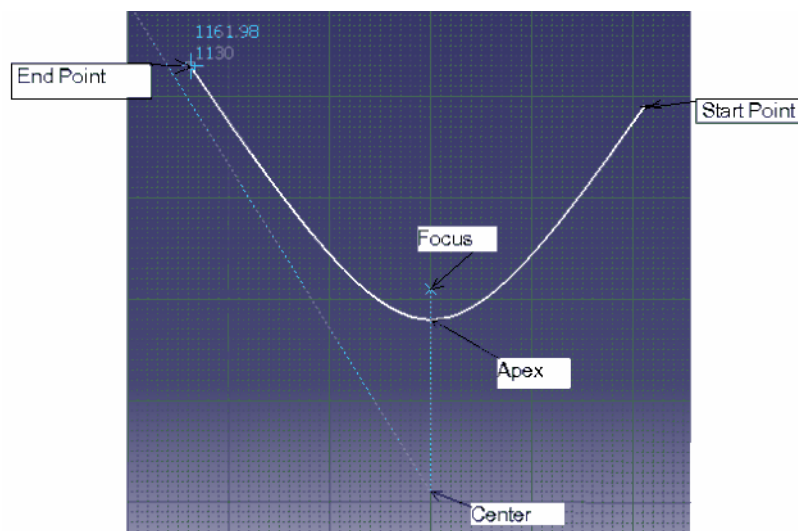 1161.98
1130
End Point
Start Point
Focus
Apex
Center